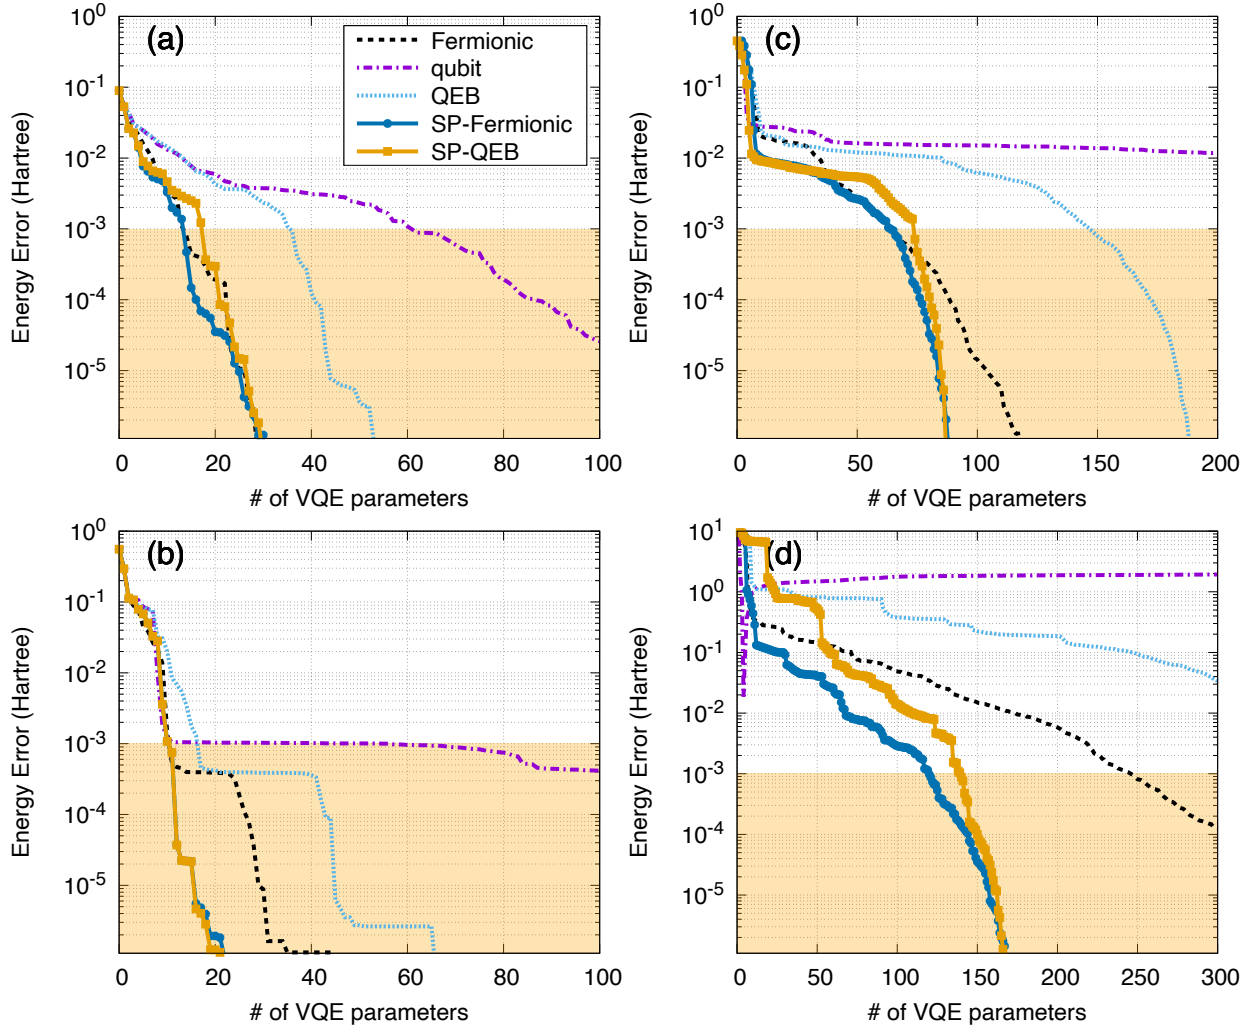 (a)
Fermionic
qubit
QEB
SP-Fermionic
SP-QEB
10^0
10^-1
10^-2
10^-3
10^-4
10^-5
Energy Error (Hartree)
0 20 40 60 80 100
# of VQE parameters
(c)
10^0
10^-1
10^-2
10^-3
10^-4
10^-5
Energy Error (Hartree)
0 50 100 150 200
# of VQE parameters
(b)
10^0
10^-1
10^-2
10^-3
10^-4
10^-5
Energy Error (Hartree)
0 20 40 60 80 100
# of VQE parameters
(d)
10^1
10^0
10^-1
10^-2
10^-3
10^-4
10^-5
Energy Error (Hartree)
0 50 100 150 200 250 300
# of VQE parameters